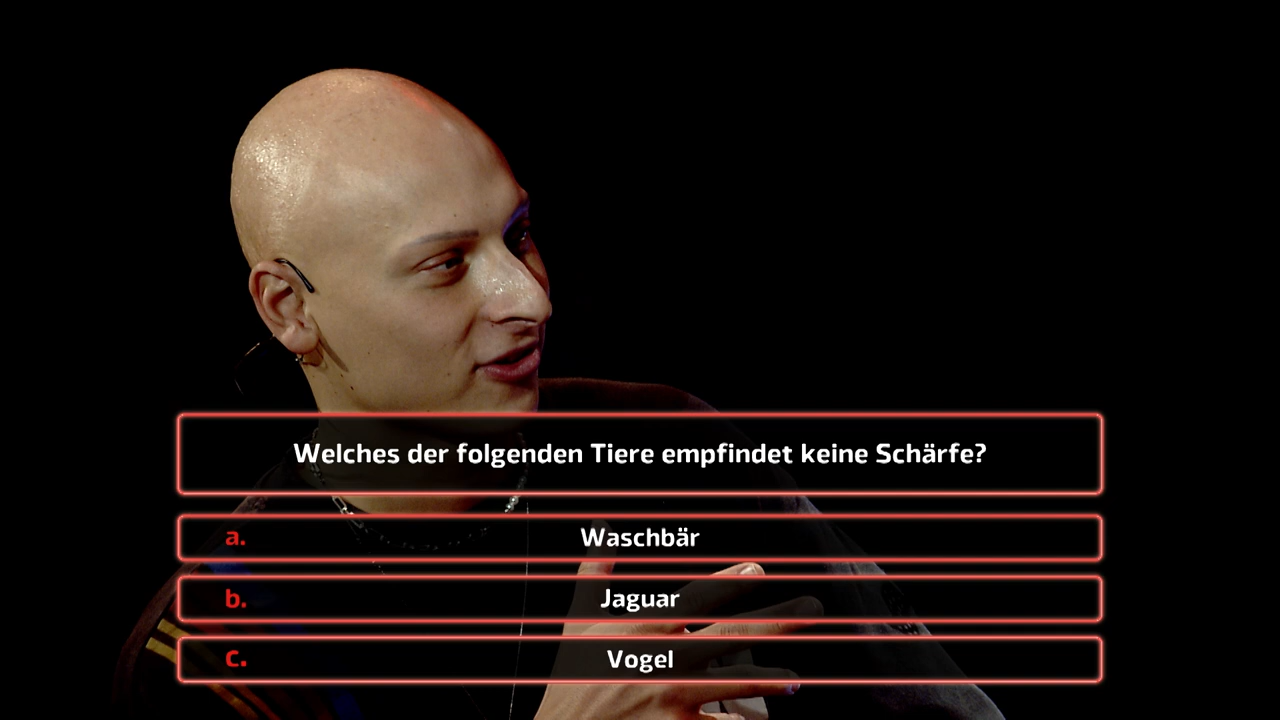 Welches der folgenden Tiere empfindet keine Schärfe?
a. Waschbär
b. Jaguar
c. Vogel